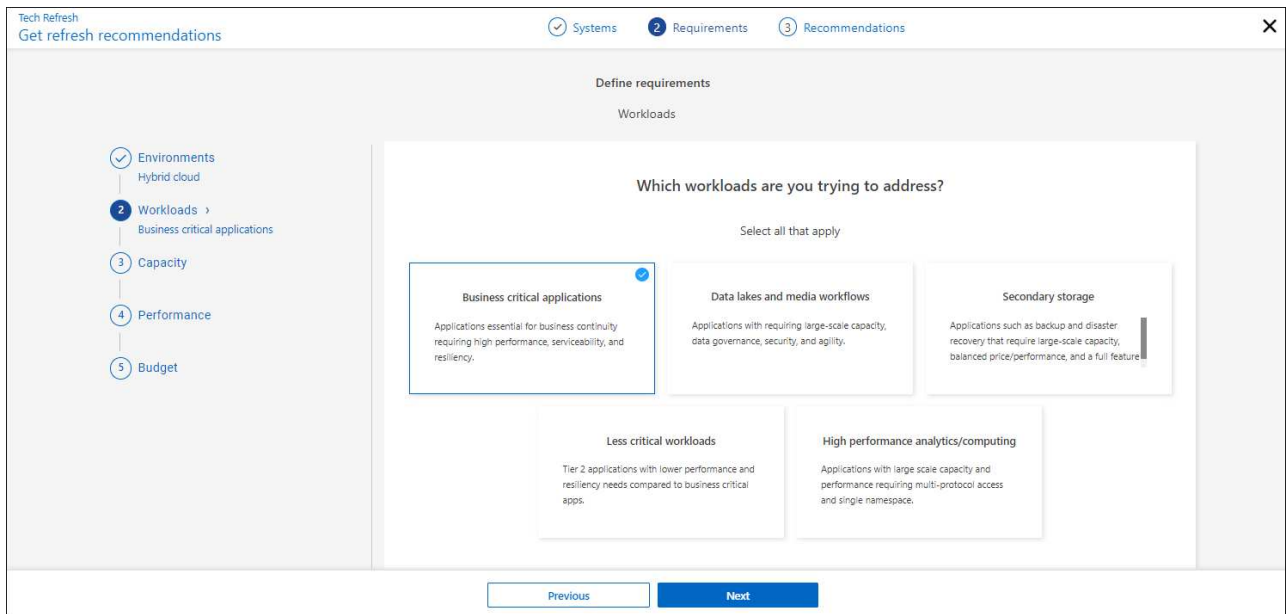 Tech Refresh
Get refresh recommendations
Systems
2 Requirements
3 Recommendations
Define requirements
Workloads
Environments
Hybrid cloud
2 Workloads ›
Business critical applications
3 Capacity
4 Performance
5 Budget
Which workloads are you trying to address?
Select all that apply
Business critical applications
Applications essential for business continuity
requiring high performance, serviceability, and
resiliency.
Data lakes and media workflows
Applications with requiring large-scale capacity,
data governance, security, and agility.
Secondary storage
Applications such as backup and disaster
recovery that require large-scale capacity,
balanced price/performance, and a full feature
Less critical workloads
Tier 2 applications with lower performance and
resiliency needs compared to business critical
apps.
High performance analytics/computing
Applications with large scale capacity and
performance requiring multi-protocol access
and single namespace.
Previous
Next